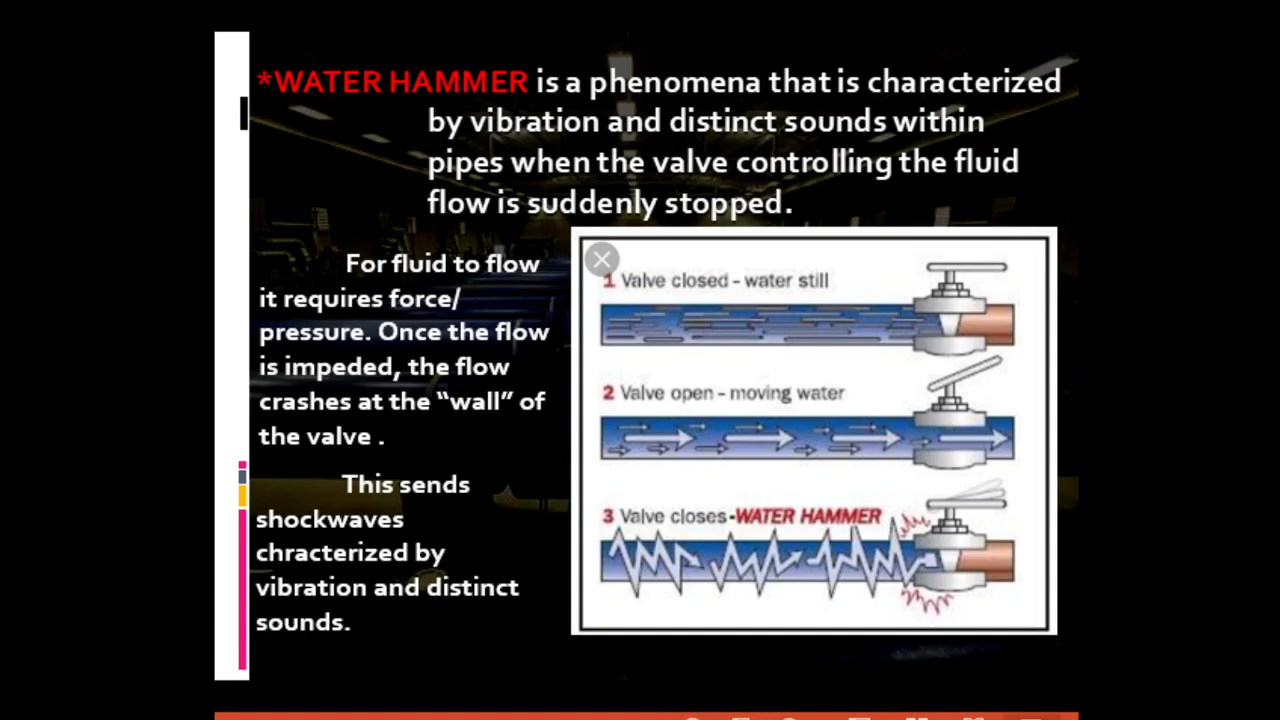 *WATER HAMMER is a phenomena that is characterized
by vibration and distinct sounds within
pipes when the valve controlling the fluid
flow is suddenly stopped.
For fluid to flow
it requires force/
pressure. Once the flow
is impeded, the flow
crashes at the “wall” of
the valve .
This sends
shockwaves
chracterized by
vibration and distinct
sounds.
1 Valve closed - water still
2 Valve open - moving water
3 Valve closes-WATER HAMMER